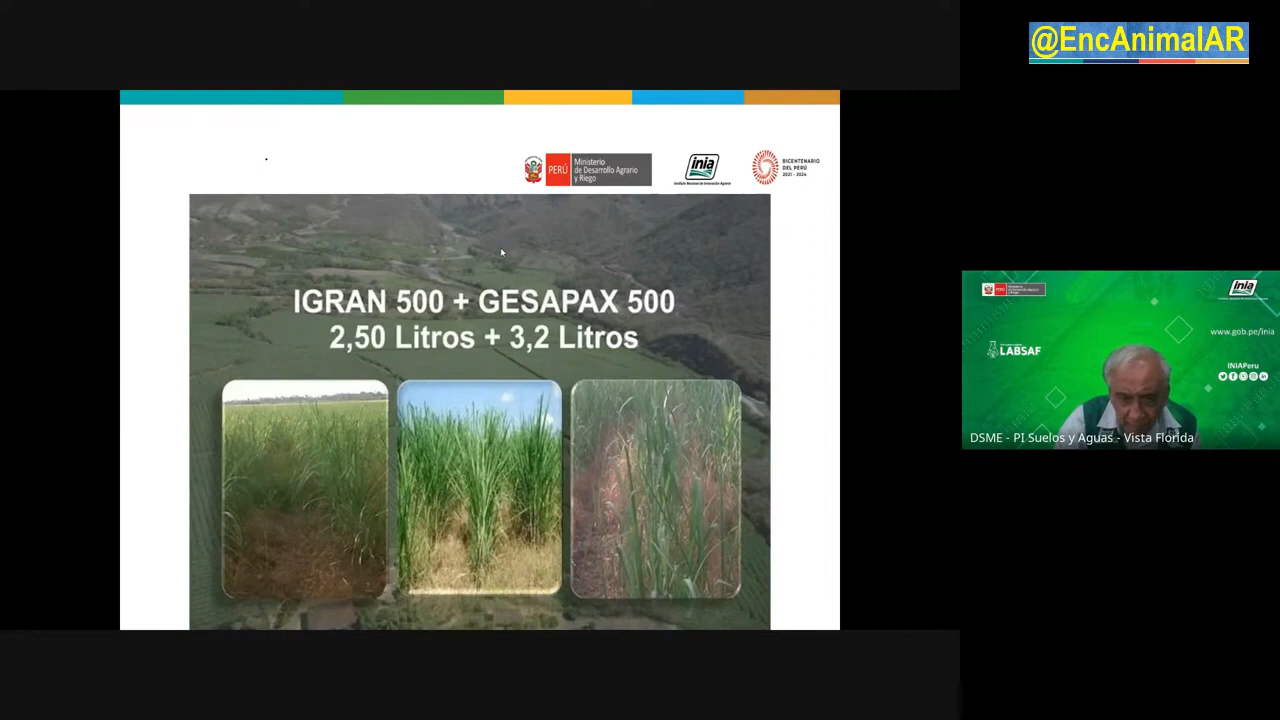 @EncAnimalAR
PERÚ
Ministerio
de Desarrollo Agrario
y Riego
inia
Instituto Nacional de Innovación Agraria
BICENTENARIO
DEL PERÚ
2021 - 2024
IGRAN 500 + GESAPAX 500
2,50 Litros + 3,2 Litros
inia
www.gob.pe/inia
LABSAF
INIAPeru
DSME - PI Suelos y Aguas - Vista Florida